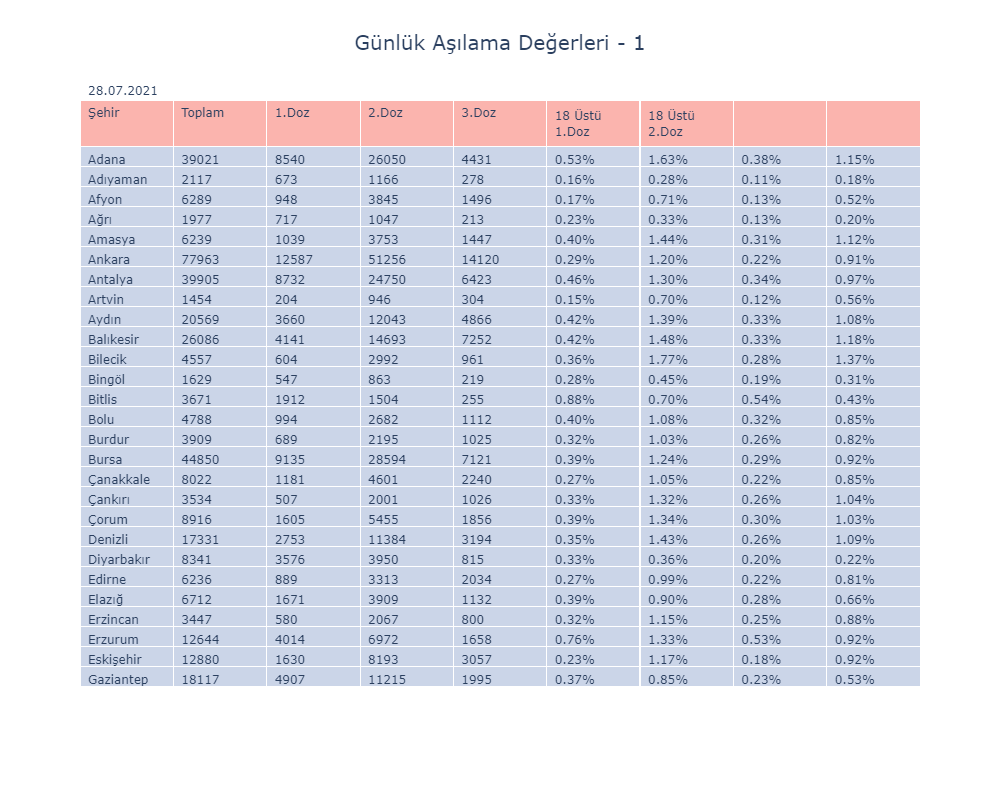 Günlük Aşılama Değerleri - 1
28.07.2021
Şehir Toplam 1.Doz 2.Doz 3.Doz 18 Üstü 1.Doz 18 Üstü 2.Doz
Adana 39021 8540 26050 4431 0.53% 1.63% 0.38% 1.15%
Adıyaman 2117 673 1166 278 0.16% 0.28% 0.11% 0.18%
Afyon 6289 948 3845 1496 0.17% 0.71% 0.13% 0.52%
Ağrı 1977 717 1047 213 0.23% 0.33% 0.13% 0.20%
Amasya 6239 1039 3753 1447 0.40% 1.44% 0.31% 1.12%
Ankara 77963 12587 51256 14120 0.29% 1.20% 0.22% 0.91%
Antalya 39905 8732 24750 6423 0.46% 1.30% 0.34% 0.97%
Artvin 1454 204 946 304 0.15% 0.70% 0.12% 0.56%
Aydın 20569 3660 12043 4866 0.42% 1.39% 0.33% 1.08%
Balıkesir 26086 4141 14693 7252 0.42% 1.48% 0.33% 1.18%
Bilecik 4557 604 2992 961 0.36% 1.77% 0.28% 1.37%
Bingöl 1629 547 863 219 0.28% 0.45% 0.19% 0.31%
Bitlis 3671 1912 1504 255 0.88% 0.70% 0.54% 0.43%
Bolu 4788 994 2682 1112 0.40% 1.08% 0.32% 0.85%
Burdur 3909 689 2195 1025 0.32% 1.03% 0.26% 0.82%
Bursa 44850 9135 28594 7121 0.39% 1.24% 0.29% 0.92%
Çanakkale 8022 1181 4601 2240 0.27% 1.05% 0.22% 0.85%
Çankırı 3534 507 2001 1026 0.33% 1.32% 0.26% 1.04%
Çorum 8916 1605 5455 1856 0.39% 1.34% 0.30% 1.03%
Denizli 17331 2753 11384 3194 0.35% 1.43% 0.26% 1.09%
Diyarbakır 8341 3576 3950 815 0.33% 0.36% 0.20% 0.22%
Edirne 6236 889 3313 2034 0.27% 0.99% 0.22% 0.81%
Elazığ 6712 1671 3909 1132 0.39% 0.90% 0.28% 0.66%
Erzincan 3447 580 2067 800 0.32% 1.15% 0.25% 0.88%
Erzurum 12644 4014 6972 1658 0.76% 1.33% 0.53% 0.92%
Eskişehir 12880 1630 8193 3057 0.23% 1.17% 0.18% 0.92%
Gaziantep 18117 4907 11215 1995 0.37% 0.85% 0.23% 0.53%